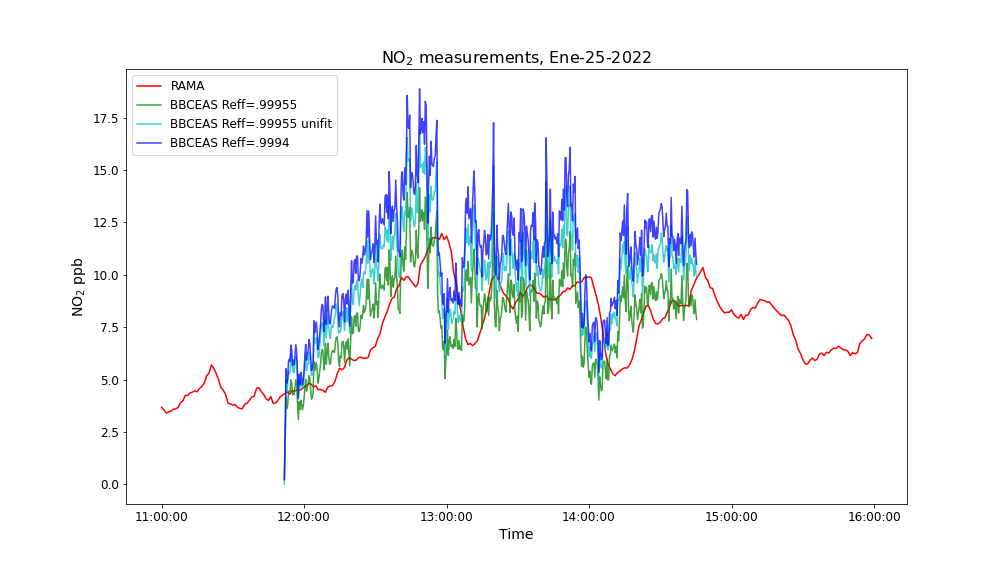 NO₂ measurements, Ene-25-2022
RAMA
BBCEAS Reff=.99955
BBCEAS Reff=.99955 unifit
BBCEAS Reff=.9994
NO₂ ppb
17.5
15.0
12.5
10.0
7.5
5.0
2.5
0.0
11:00:00 12:00:00 13:00:00 14:00:00 15:00:00 16:00:00
Time